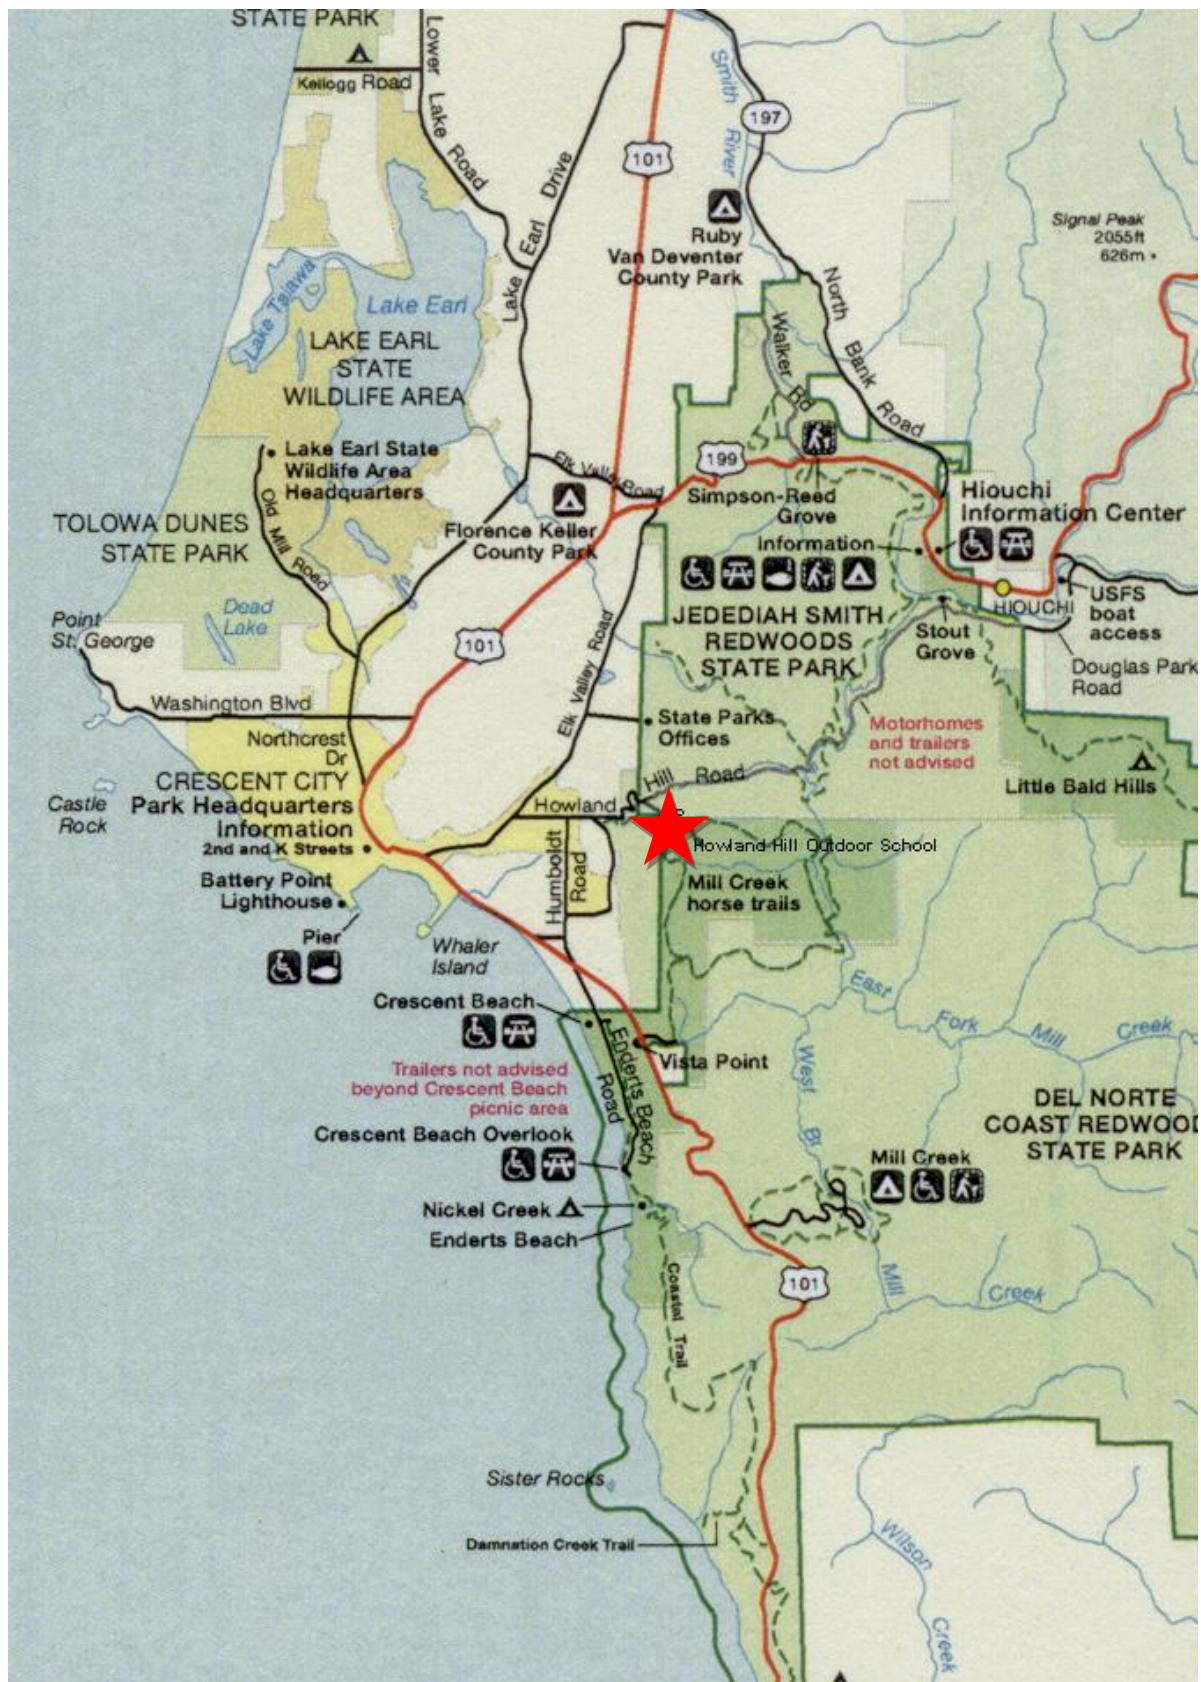 STATE PARK
Kellogg Road
Lower Lake Road
Lake Earl Drive
101
Smith River
197
Ruby
Van Deventer
County Park
Signal Peak
2055ft
626m
Lake Talawa
Lake Earl
LAKE EARL
STATE
WILDLIFE AREA
North Bank Road
Walker Rd
Lake Earl State
Wildlife Area
Headquarters
Old Mill Road
Elk Valley Road
199
Simpson-Reed
Grove
Hiouchi
Information Center
Florence Keller
County Park
Information
TOLOWA DUNES
STATE PARK
Dead
Lake
Point
St. George
101
Elk Valley Road
JEDEDIAH SMITH
REDWOODS
STATE PARK
HIOUCHI
USFS
boat
access
Stout
Grove
Douglas Park
Road
Washington Blvd
Northcrest
Dr
State Parks
Offices
Motorhomes
and trailers
not advised
Little Bald Hills
Castle
Rock
CRESCENT CITY
Park Headquarters
Information
2nd and K Streets
Howland Hill Road
Howland Hill Outdoor School
Humboldt
Road
Mill Creek
horse trails
Battery Point
Lighthouse
Pier
Whaler
Island
East Fork Mill Creek
Crescent Beach
Enderts Beach
Road
Vista Point
West Br
Trailers not advised
beyond Crescent Beach
picnic area
DEL NORTE
COAST REDWOOD
STATE PARK
Crescent Beach Overlook
Mill Creek
Nickel Creek
Enderts Beach
Coastal Trail
101
Mill Creek
Sister Rocks
Damnation Creek Trail
Wilson Creek